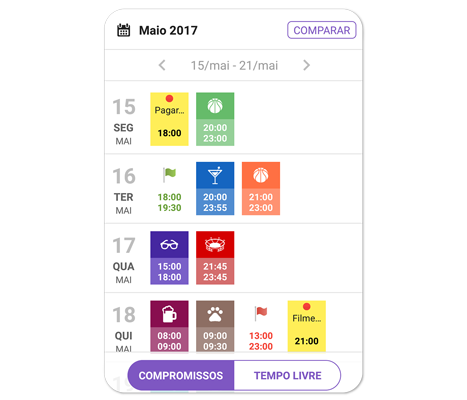 Maio 2017 COMPARAR
15/mai - 21/mai
15 SEG MAI
Pagar... 18:00
20:00 23:00
16 TER MAI
18:00 19:30
20:00 23:55
21:00 23:00
17 QUA MAI
15:00 18:00
21:45 23:45
18 QUI MAI
08:00 09:00
09:00 09:30
13:00 23:00
Filme... 21:00
COMPROMISSOS TEMPO LIVRE